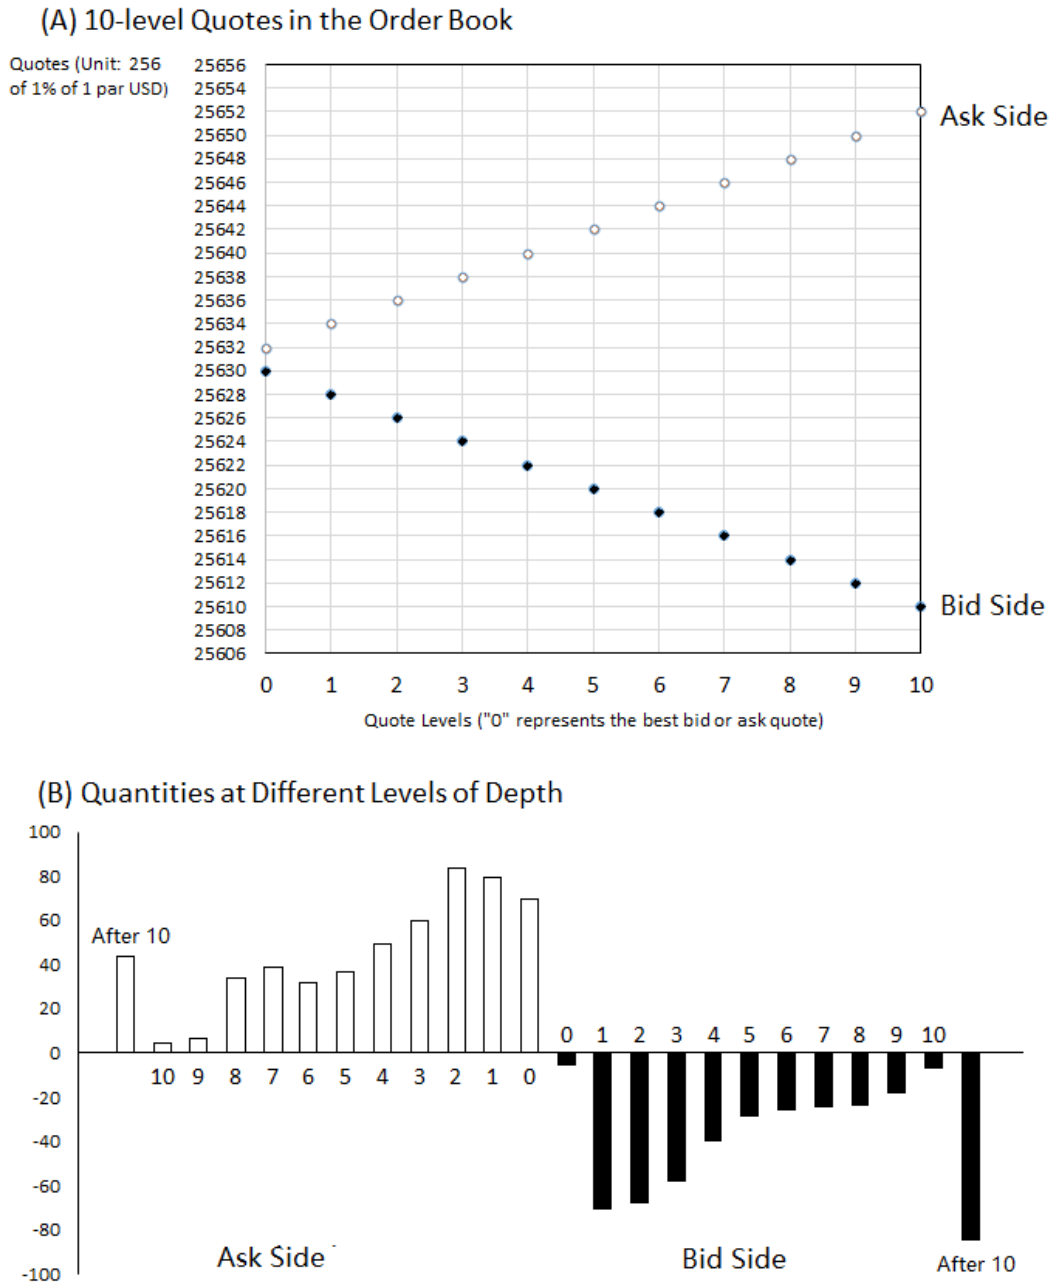 (A) 10-level Quotes in the Order Book
Quotes (Unit: 256
of 1% of 1 par USD)
25656
25654
25652
Ask Side
25650
25648
25646
25644
25642
25640
25638
25636
25634
25632
25630
25628
25626
25624
25622
25620
25618
25616
25614
25612
25610
Bid Side
25608
25606
0 1 2 3 4 5 6 7 8 9 10
Quote Levels ("0" represents the best bid or ask quote)
(B) Quantities at Different Levels of Depth
100
80
60
After 10
40
20
0 1 2 3 4 5 6 7 8 9 10
0
10 9 8 7 6 5 4 3 2 1 0
-20
-40
-60
-80
Ask Side
Bid Side
After 10
-100